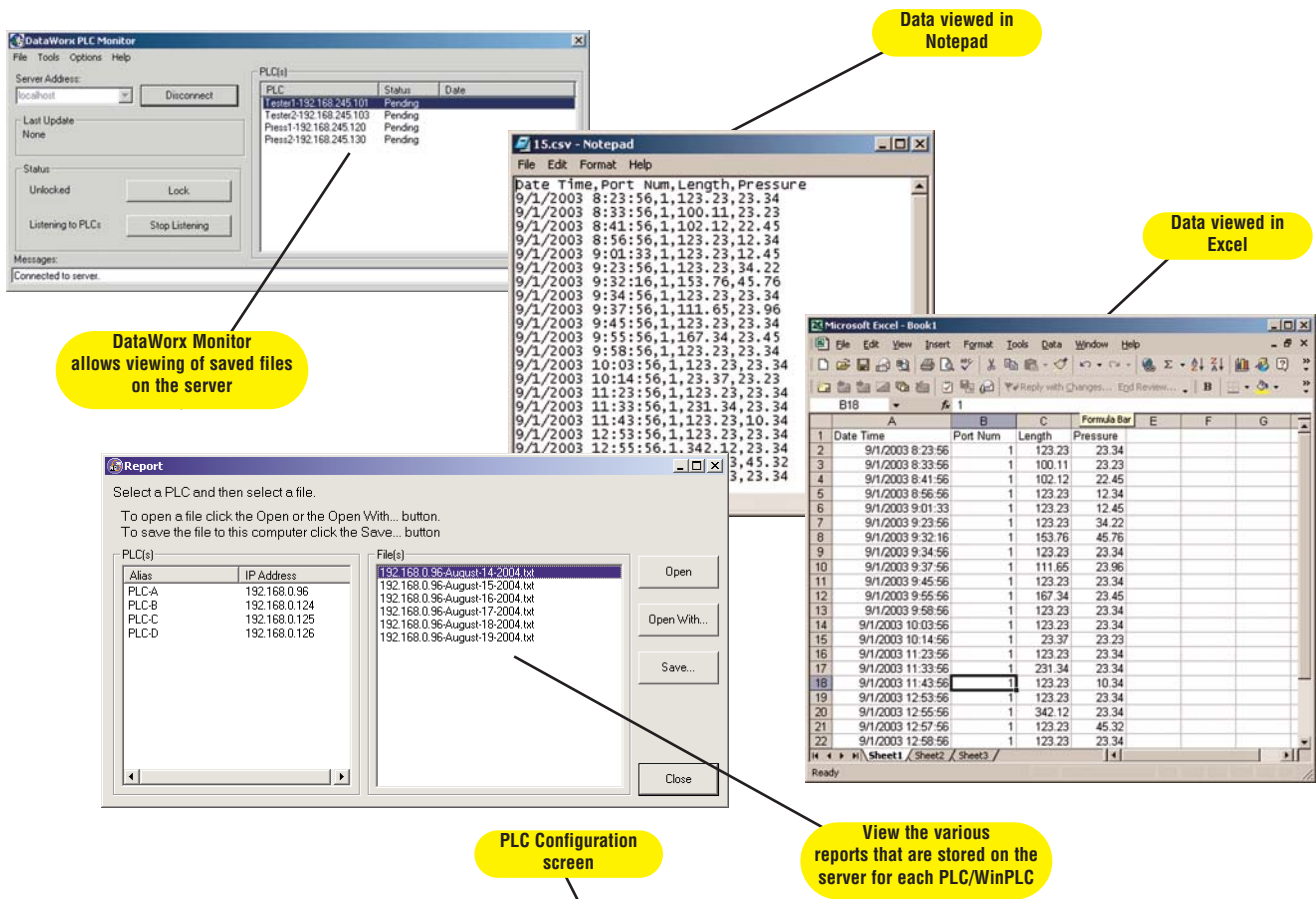 Data viewed in
Notepad
DataWorx PLC Monitor
File Tools Options Help
Server Address:
localhost
Disconnect
Last Update
None
Status
Unlocked
Lock
Listening to PLCs
Stop Listening
Messages:
Connected to server.
PLC(s)
PLC Status Date
Tester1-192.168.245.101 Pending
Tester2-192.168.245.103 Pending
Press1-192.168.245.120 Pending
Press2-192.168.245.130 Pending
DataWorx Monitor
allows viewing of saved files
on the server
15.csv - Notepad
File Edit Format Help
Date Time,Port Num,Length,Pressure
9/1/2003 8:23:56,1,123.23,23.34
9/1/2003 8:33:56,1,100.11,23.23
9/1/2003 8:41:56,1,102.12,22.45
9/1/2003 8:56:56,1,123.23,12.34
9/1/2003 9:01:33,1,123.23,12.45
9/1/2003 9:23:56,1,123.23,34.22
9/1/2003 9:32:16,1,153.76,45.76
9/1/2003 9:34:56,1,123.23,23.34
9/1/2003 9:37:56,1,111.65,23.96
9/1/2003 9:45:56,1,123.23,23.34
9/1/2003 9:55:56,1,167.34,23.45
9/1/2003 9:58:56,1,123.23,23.34
9/1/2003 10:03:56,1,123.23,23.34
9/1/2003 10:14:56,1,23.37,23.23
9/1/2003 11:23:56,1,123.23,23.34
9/1/2003 11:33:56,1,231.34,23.34
9/1/2003 11:43:56,1,123.23,10.34
9/1/2003 12:53:56,1,123.23,23.34
9/1/2003 12:55:56,1,342.12,23.34
3,45.32
3,23.34
Data viewed in
Excel
Microsoft Excel - Book1
File Edit View Insert Format Tools Data Window Help
Reply with Changes... End Review...
B
B18 fx 1
Formula Bar
A B C E F G
1 Date Time Port Num Length Pressure
2 9/1/2003 8:23:56 1 123.23 23.34
3 9/1/2003 8:33:56 1 100.11 23.23
4 9/1/2003 8:41:56 1 102.12 22.45
5 9/1/2003 8:56:56 1 123.23 12.34
6 9/1/2003 9:01:33 1 123.23 12.45
7 9/1/2003 9:23:56 1 123.23 34.22
8 9/1/2003 9:32:16 1 153.76 45.76
9 9/1/2003 9:34:56 1 123.23 23.34
10 9/1/2003 9:37:56 1 111.65 23.96
11 9/1/2003 9:45:56 1 123.23 23.34
12 9/1/2003 9:55:56 1 167.34 23.45
13 9/1/2003 9:58:56 1 123.23 23.34
14 9/1/2003 10:03:56 1 123.23 23.34
15 9/1/2003 10:14:56 1 23.37 23.23
16 9/1/2003 11:23:56 1 123.23 23.34
17 9/1/2003 11:33:56 1 231.34 23.34
18 9/1/2003 11:43:56 1 123.23 10.34
19 9/1/2003 12:53:56 1 123.23 23.34
20 9/1/2003 12:55:56 1 342.12 23.34
21 9/1/2003 12:57:56 1 123.23 45.32
22 9/1/2003 12:58:56 1 123.23 23.34
Sheet1 Sheet2 Sheet3
Ready
Report
Select a PLC and then select a file.
To open a file click the Open or the Open With... button.
To save the file to this computer click the Save... button
PLC(s)
Alias IP Address
PLC-A 192.168.0.96
PLC-B 192.168.0.124
PLC-C 192.168.0.125
PLC-D 192.168.0.126
File(s)
192.168.0.96-August-14-2004.txt
192.168.0.96-August-15-2004.txt
192.168.0.96-August-16-2004.txt
192.168.0.96-August-17-2004.txt
192.168.0.96-August-18-2004.txt
192.168.0.96-August-19-2004.txt
Open
Open With...
Save...
Close
PLC Configuration
screen
View the various
reports that are stored on the
server for each PLC/WinPLC